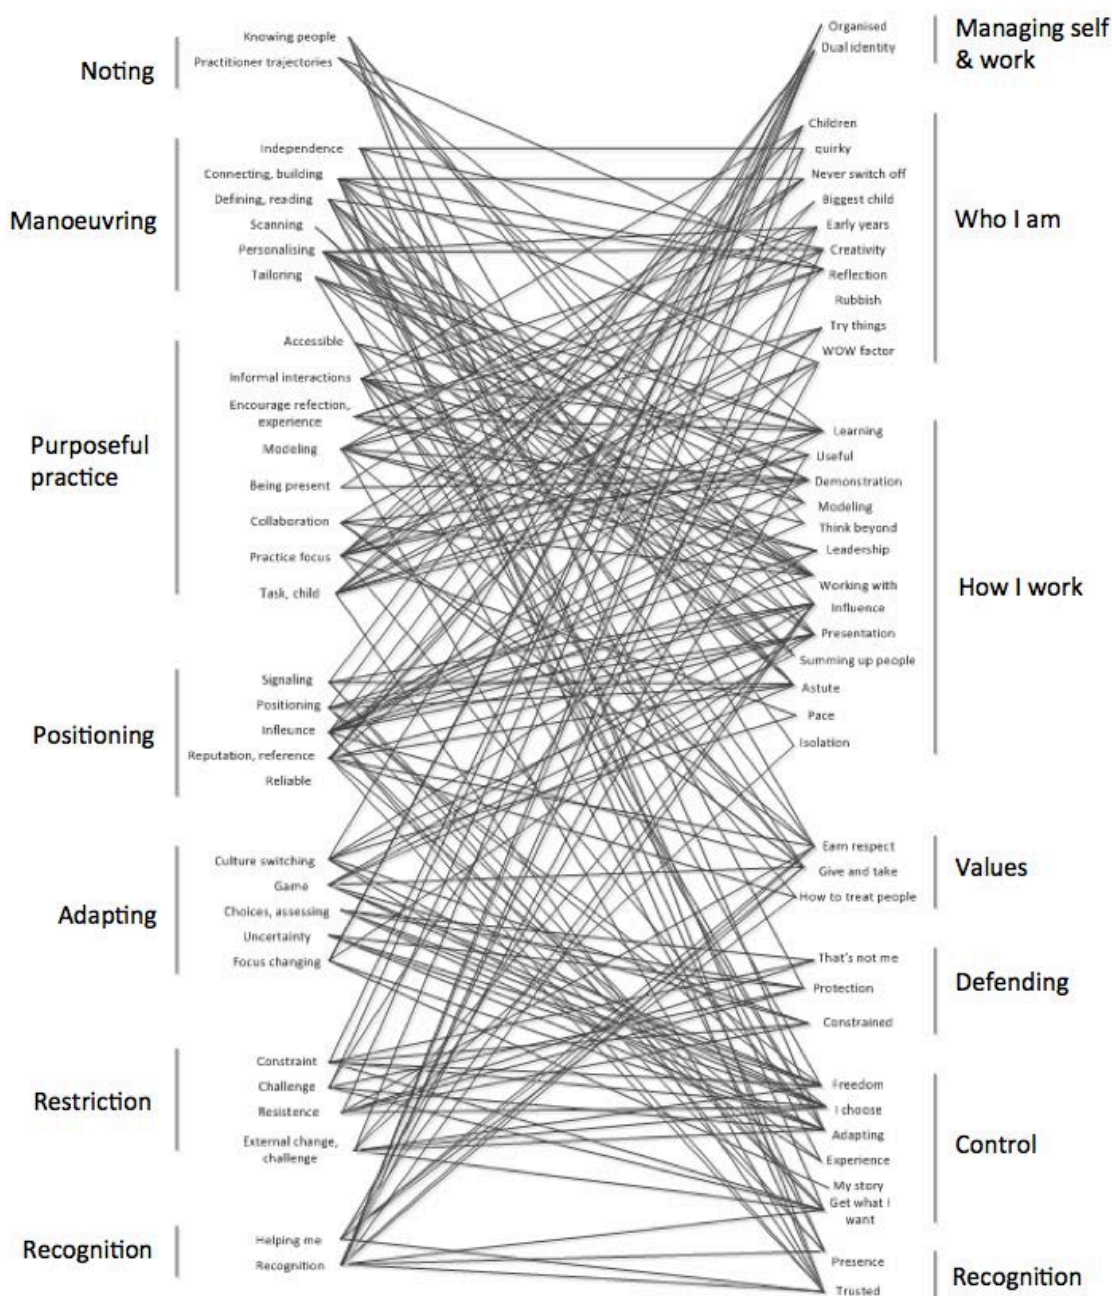 Noting
Knowing people
Practitioner trajectories
Manoeuvring
Independence
Connecting, building
Defining, reading
Scanning
Personalising
Tailoring
Purposeful
practice
Accessible
Informal interactions
Encourage refection,
experience
Modeling
Being present
Collaboration
Practice focus
Task, child
Positioning
Signaling
Positioning
Infleunce
Reputation, reference
Reliable
Adapting
Culture switching
Game
Choices, assessing
Uncertainty
Focus changing
Restriction
Constraint
Challenge
Resistence
External change,
challenge
Recognition
Helping me
Recognition
Organised
Dual identity
Managing self
& work
Children
quirky
Never switch off
Biggest child
Early years
Creativity
Reflection
Rubbish
Try things
WOW factor
Who I am
Learning
Useful
Demonstration
Modeling
Think beyond
Leadership
Working with
Influence
Presentation
Summing up people
Astute
Pace
Isolation
How I work
Earn respect
Give and take
How to treat people
Values
That's not me
Protection
Constrained
Defending
Freedom
I choose
Adapting
Experience
My story
Get what I
want
Control
Presence
Trusted
Recognition